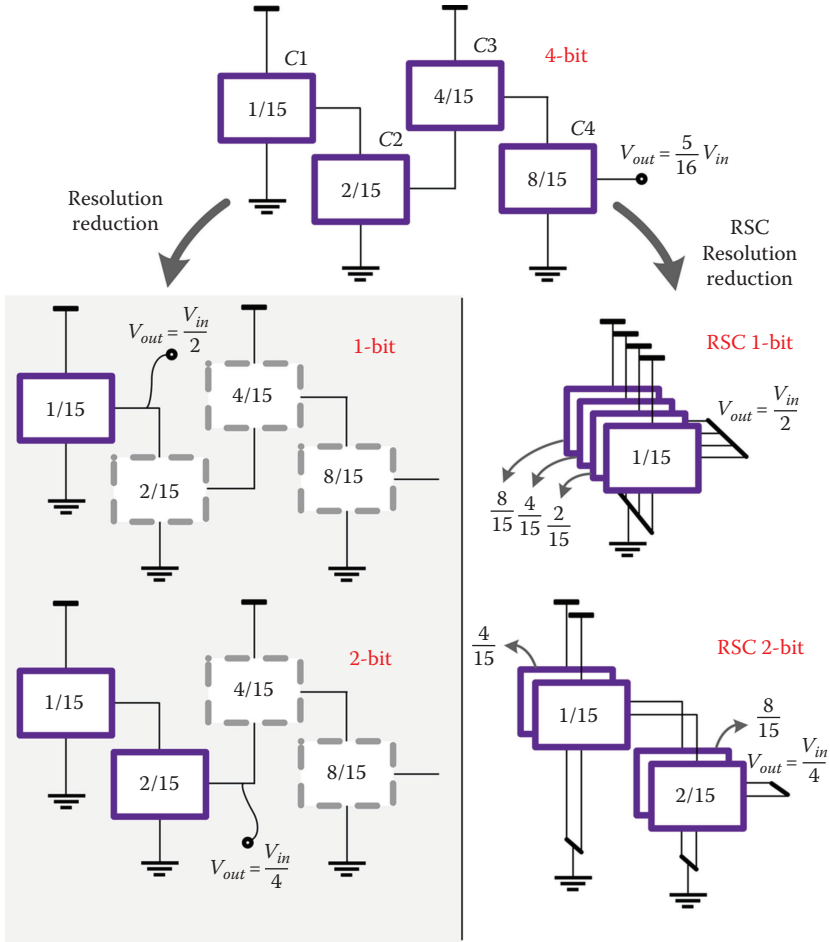 C1
C3
4-bit
1/15
4/15
C2
C4
2/15
8/15
V_out = 5/16 V_in
Resolution
reduction
RSC
Resolution
reduction
V_out = V_in/2
1-bit
1/15
4/15
2/15
8/15
2-bit
1/15
4/15
2/15
8/15
V_out = V_in/4
RSC 1-bit
V_out = V_in/2
1/15
8/15 4/15 2/15
RSC 2-bit
4/15
1/15
8/15
V_out = V_in/4
2/15